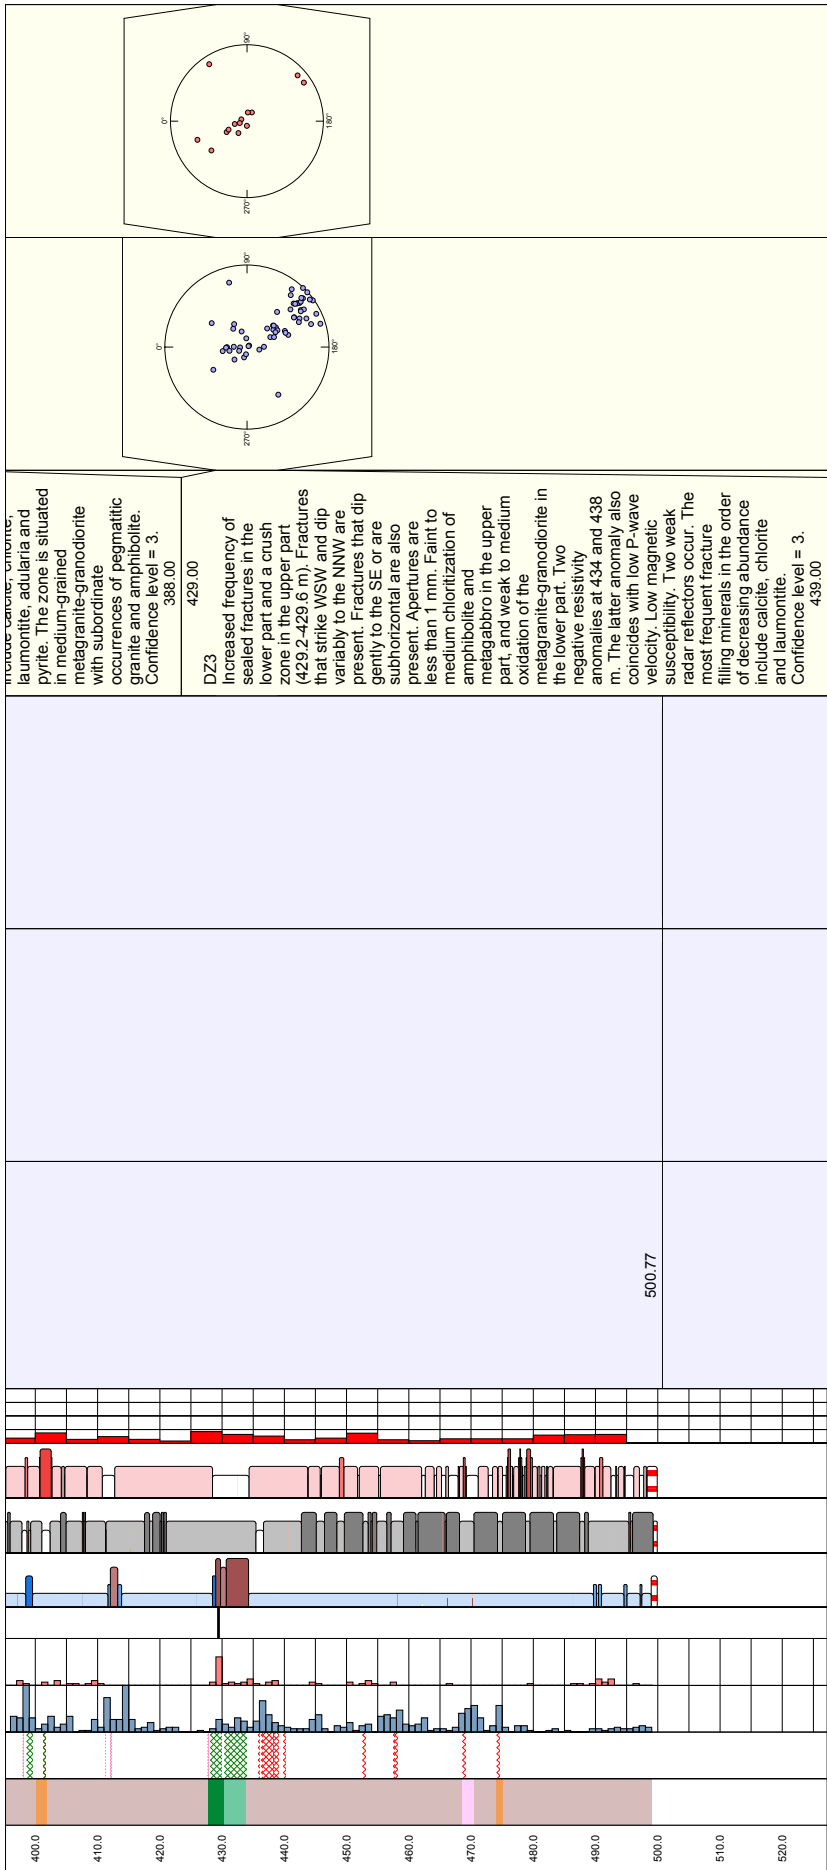 0°
90°
180°
270°
0°
90°
180°
270°
laumontite, adularia and
pyrite. The zone is situated
in medium-grained
metagranite-granodiorite
with subordinate
occurrences of pegmatitic
granite and amphibolite.
Confidence level = 3.
388.00
429.00
DZ3
Increased frequency of
sealed fractures in the
lower part and a crush
zone in the upper part
(429.2-429.6 m). Fractures
that strike WSW and dip
variably to the NNW are
present. Fractures that dip
gently to the SE or are
subhorizontal are also
present. Apertures are
less than 1 mm. Faint to
medium chloritization of
amphibolite and
metagabbro in the upper
part, and weak to medium
oxidation of the
metagranite-granodiorite in
the lower part. Two
negative resistivity
anomalies at 434 and 438
m. The latter anomaly also
coincides with low P-wave
velocity. Low magnetic
susceptibility. Two weak
radar reflectors occur. The
most frequent fracture
filling minerals in the order
of decreasing abundance
include calcite, chlorite
and laumontite.
Confidence level = 3.
439.00
500.77
400.0
410.0
420.0
430.0
440.0
450.0
460.0
470.0
480.0
490.0
500.0
510.0
520.0